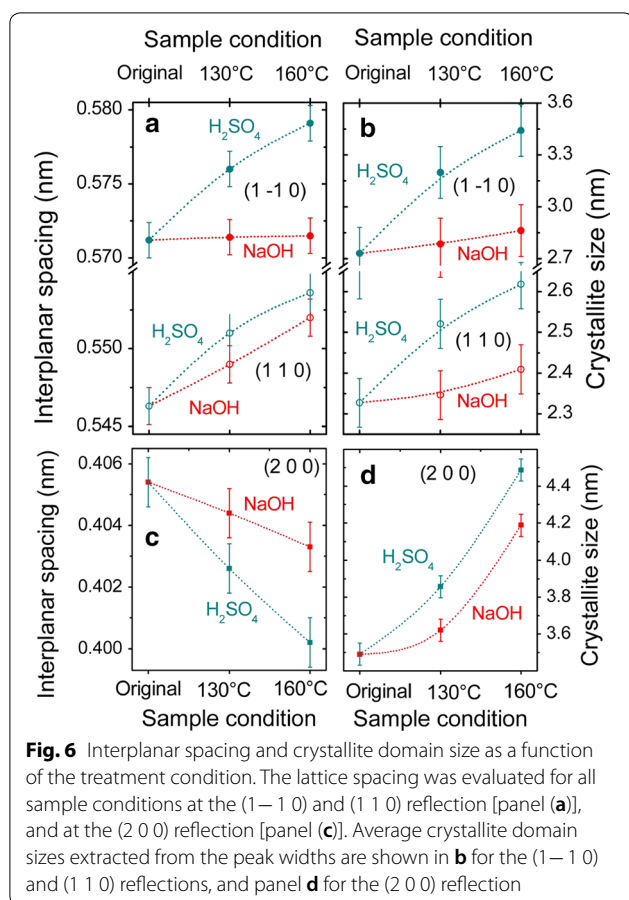 Sample condition Sample condition
Original 130°C 160°C Original 130°C 160°C
0.580 a H₂SO₄ b 3.6
0.575 (1 -1 0) H₂SO₄ (1 -1 0) 3.3
3.0
0.570 NaOH NaOH 2.7
Interplanar spacing (nm) Crystallite size (nm)
H₂SO₄ H₂SO₄ 2.6
0.550 (1 1 0) (1 1 0) 2.5
NaOH NaOH 2.4
0.545 2.3
0.406 (2 0 0) d (2 0 0)
NaOH 4.4
0.404 c H₂SO₄ 4.2
Interplanar spacing (nm) Crystallite size (nm)
4.0
0.402 H₂SO₄ NaOH 3.8
3.6
0.400
Original 130°C 160°C Original 130°C 160°C
Sample condition Sample condition
Fig. 6 Interplanar spacing and crystallite domain size as a function
of the treatment condition. The lattice spacing was evaluated for all
sample conditions at the (1−1 0) and (1 1 0) reflection [panel (a)],
and at the (2 0 0) reflection [panel (c)]. Average crystallite domain
sizes extracted from the peak widths are shown in b for the (1−1 0)
and (1 1 0) reflections, and panel d for the (2 0 0) reflection